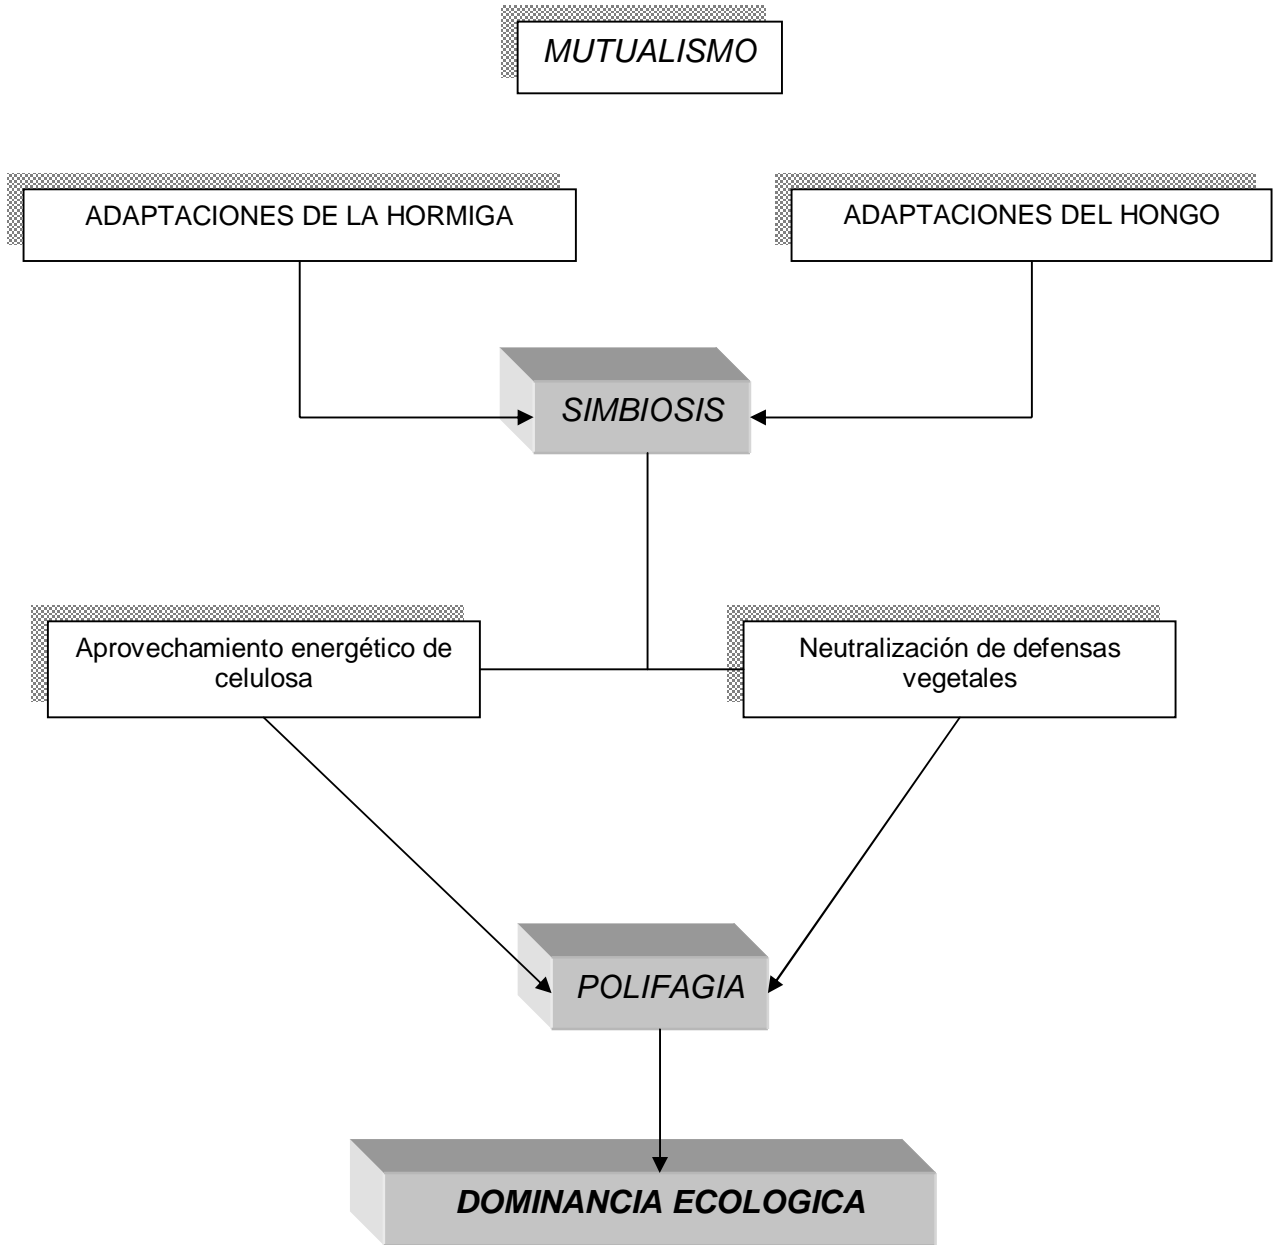 MUTUALISMO
ADAPTACIONES DE LA HORMIGA
ADAPTACIONES DEL HONGO
SIMBIOSIS
Aprovechamiento energético de
celulosa
Neutralización de defensas
vegetales
POLIFAGIA
DOMINANCIA ECOLOGICA